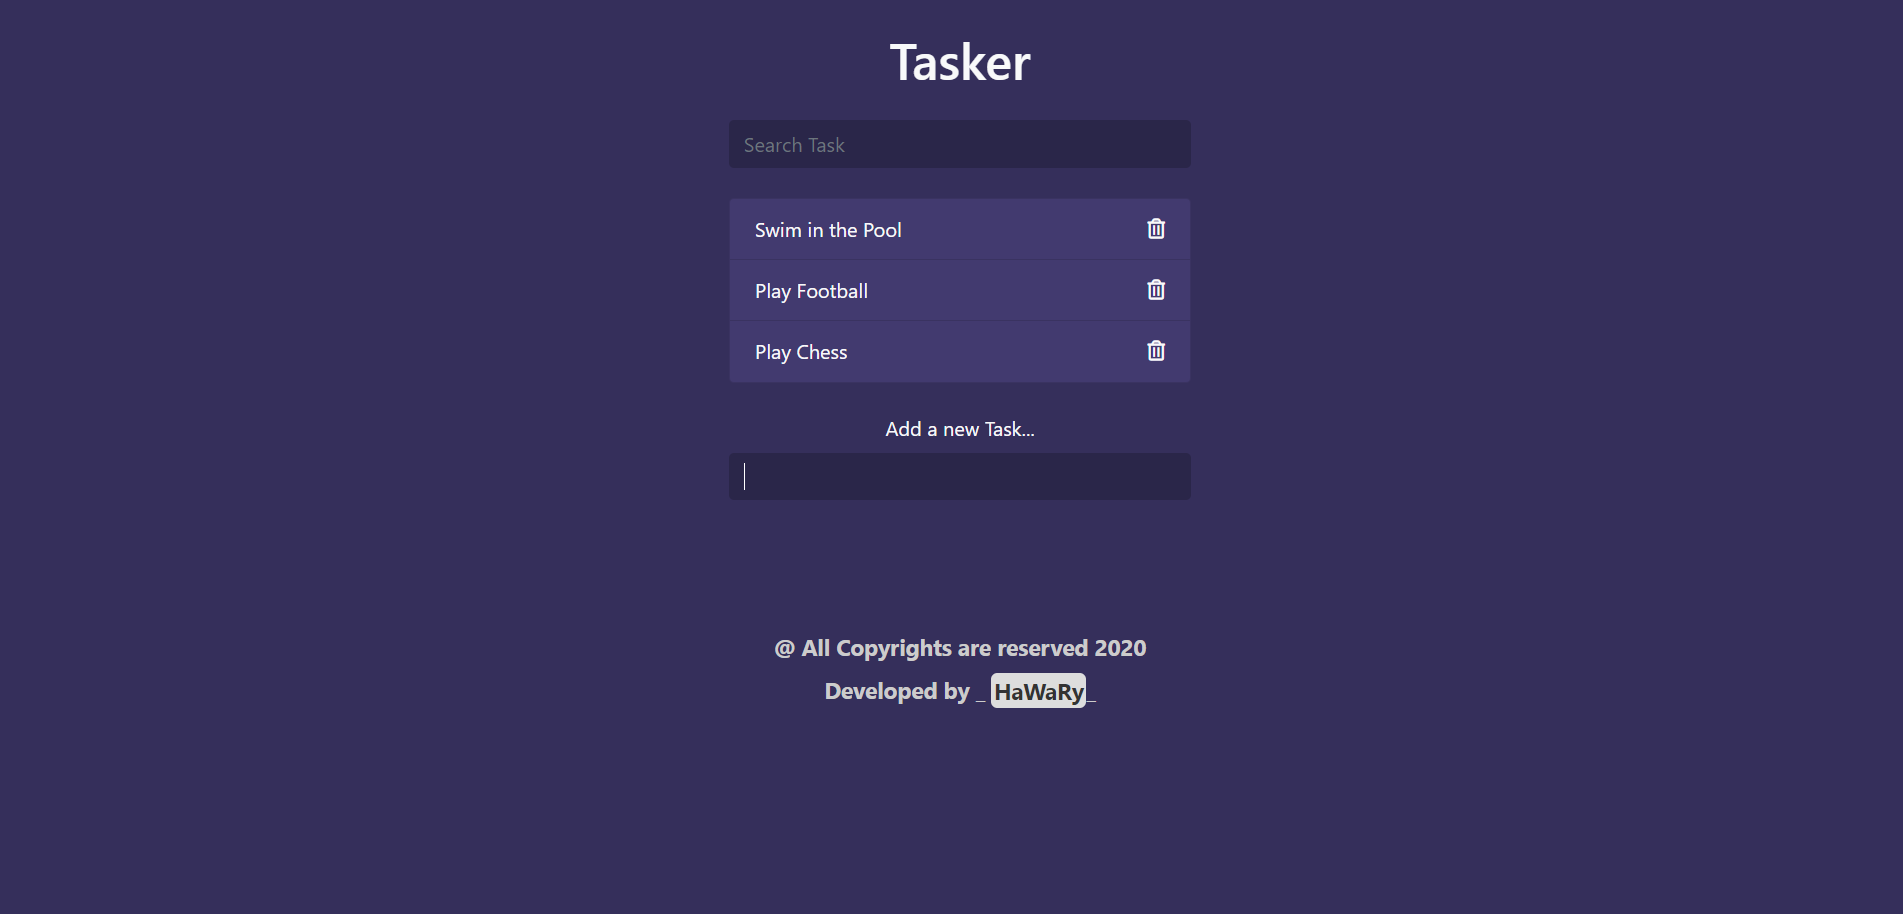 Tasker
Search Task
Swim in the Pool
Play Football
Play Chess
Add a new Task...
@ All Copyrights are reserved 2020
Developed by _ HaWaRy_